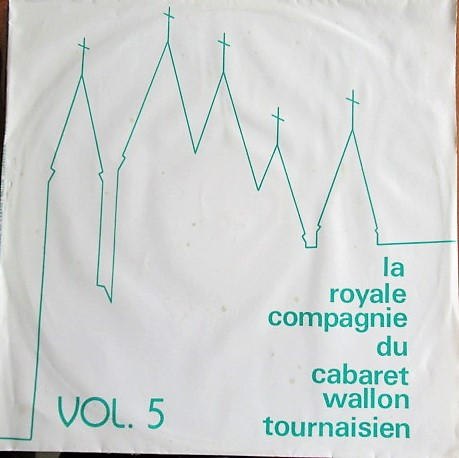 la
royale
compagnie
du
cabaret
wallon
tournaisien
VOL. 5